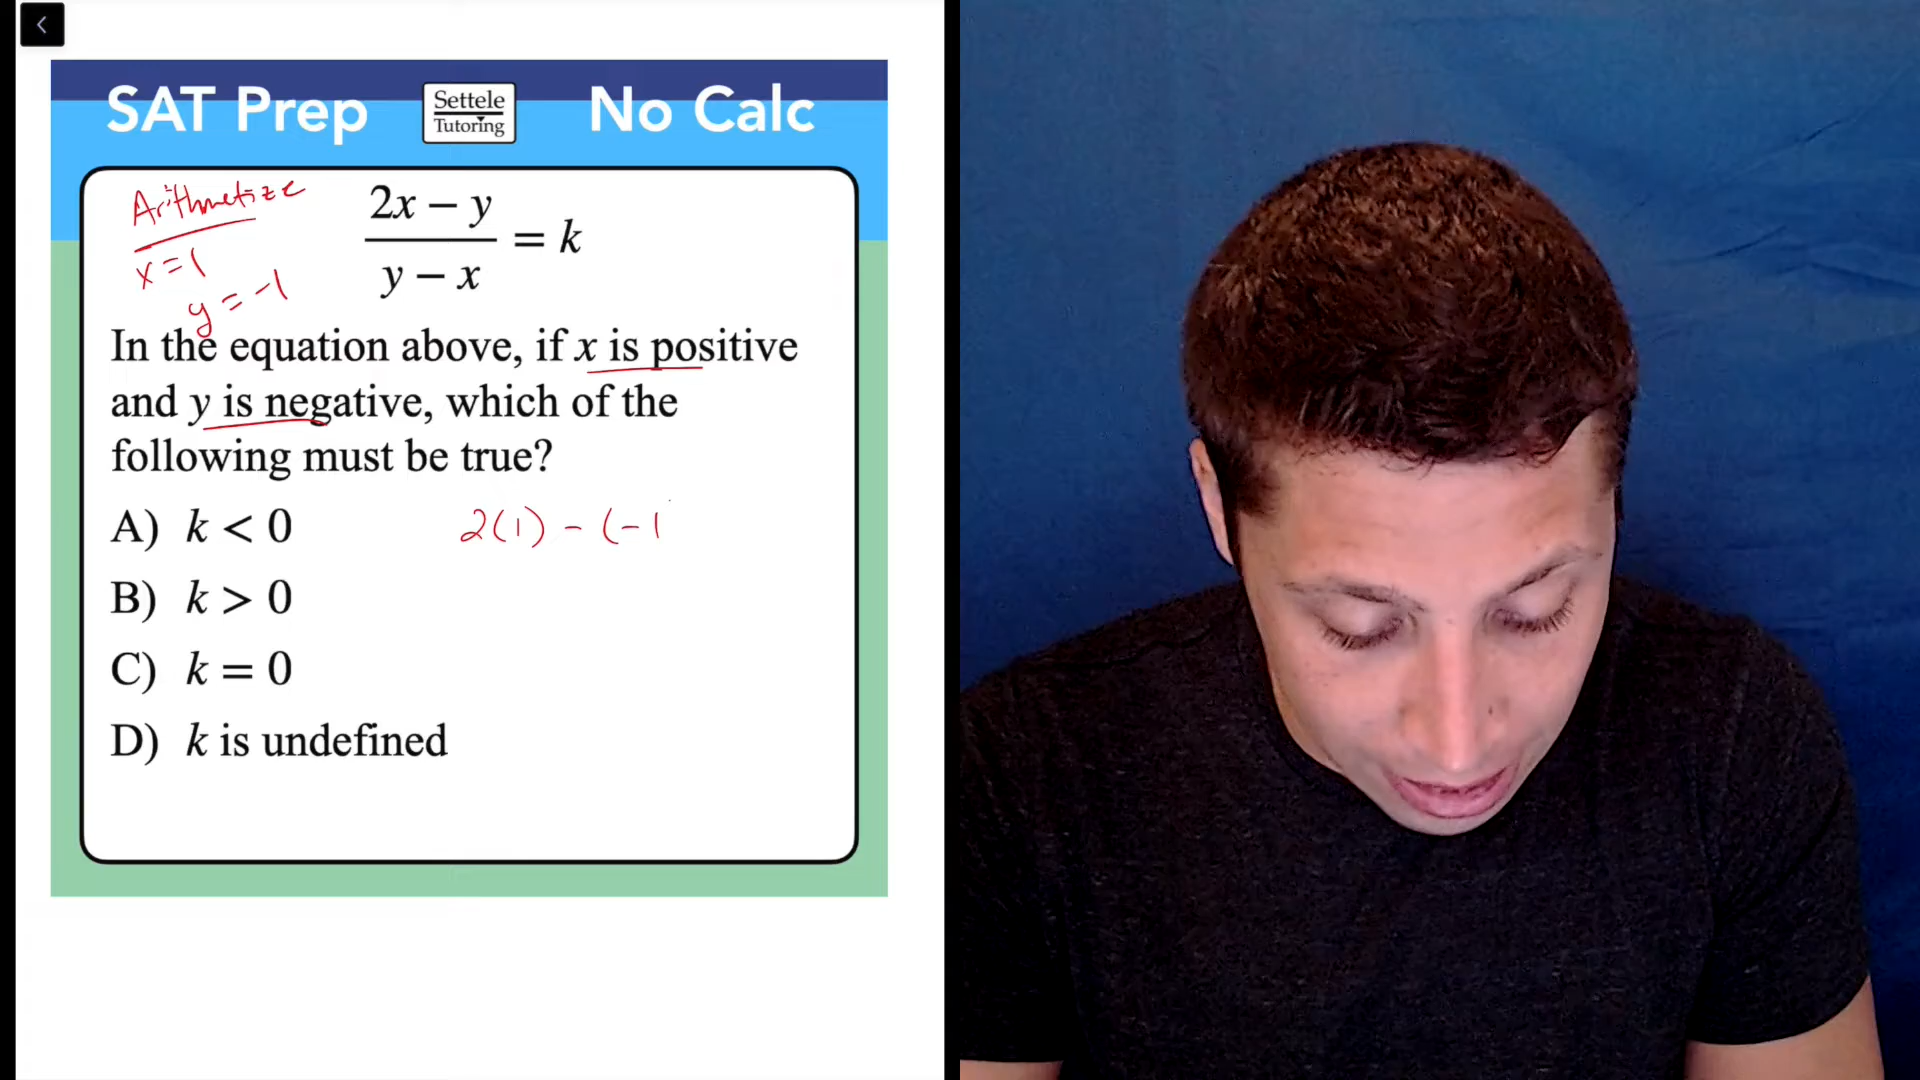 SAT Prep
Settele
Tutoring
No Calc
Arithmetize
x=1
y = -1
2x − y
y − x
= k
In the equation above, if x is positive
and y is negative, which of the
following must be true?
A) k < 0
2(1) - (-1
B) k > 0
C) k = 0
D) k is undefined